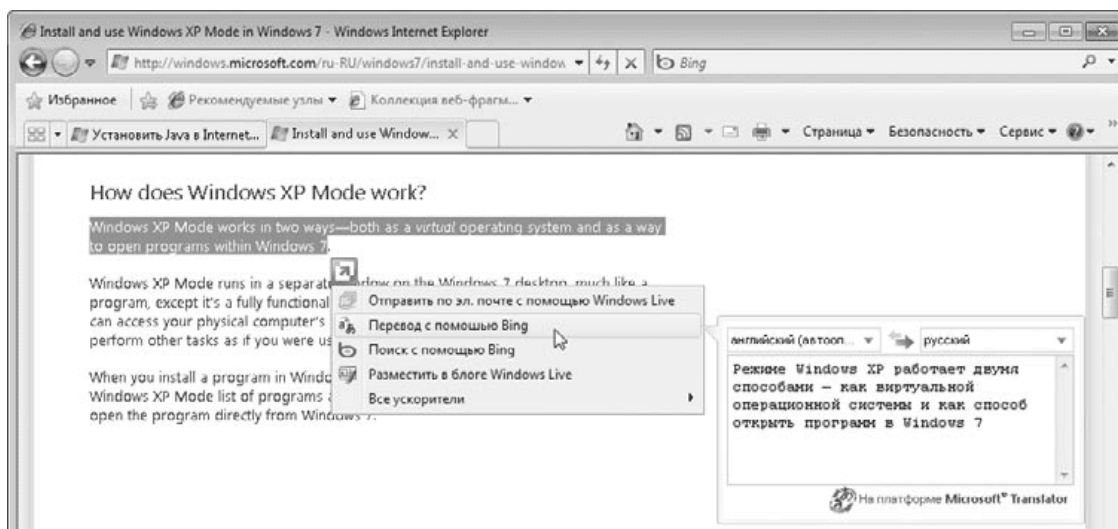 Install and use Windows XP Mode in Windows 7 - Windows Internet Explorer
http://windows.microsoft.com/ru-RU/windows7/install-and-use-window
Bing
Избранное
Рекомендуемые узлы
Коллекция веб-фрагм...
Установить Java в Internet...
Install and use Window...
Страница
Безопасность
Сервис
How does Windows XP Mode work?
Windows XP Mode works in two ways—both as a virtual operating system and as a way
to open programs within Windows 7.
Windows XP Mode runs in a separate window on the Windows 7 desktop, much like a
program, except it's a fully functional
can access your physical computer's
perform other tasks as if you were us
When you install a program in Windo
Windows XP Mode list of programs
open the program directly from Windows 7.
Отправить по эл. почте с помощью Windows Live
Перевод с помощью Bing
Поиск с помощью Bing
Разместить в блоге Windows Live
Все ускорители
английский (автооп...
русский
Режиме Windows XP работает двумя
способами — как виртуальной
операционной системы и как способ
открыть программ в Windows 7
На платформе Microsoft® Translator